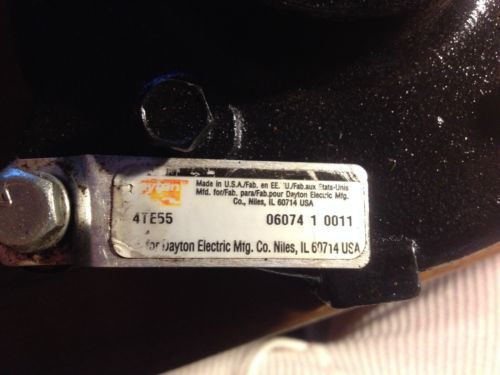 Dayton
Made in U.S.A./Fab. en EE. U./Fab.aux Etats-Unis
Mfd. for/Fab. para/Fab.pour Dayton Electric Mfg.
Co., Niles, IL 60714 USA
4TE55 06074 1 0011
for Dayton Electric Mfg. Co. Niles, IL 60714 USA